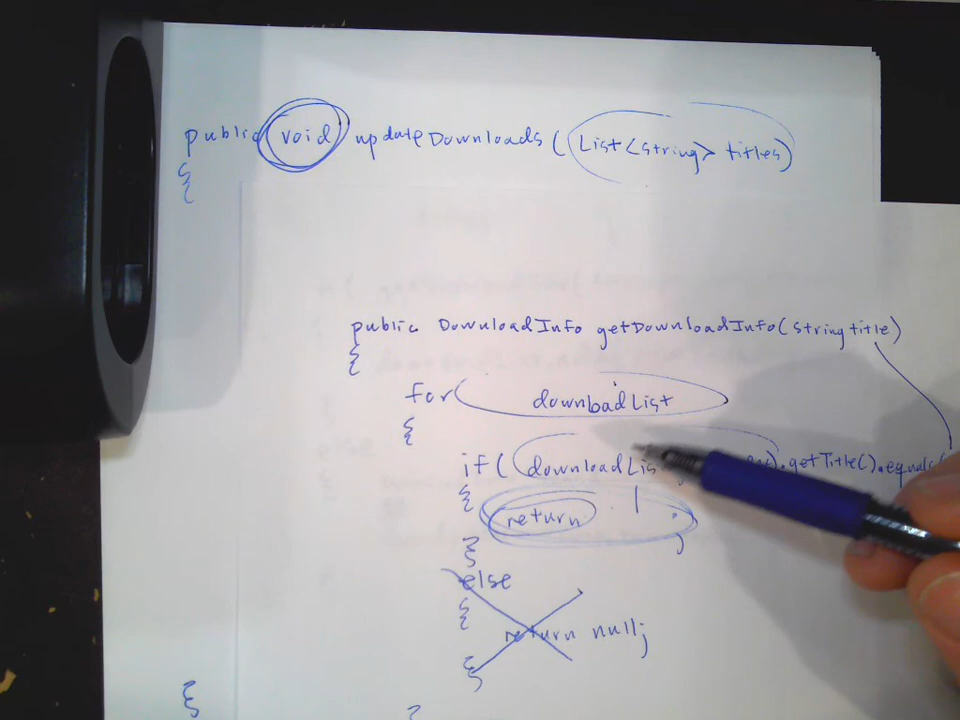 public void updateDownloads (List<string> titles)
{
public DownloadInfo getDownloadInfo(string title)
{
for( downloadList
{
if( downloadLis ).getTitle().equals(
{
return ;
}
else
{
return null;
}
}
}